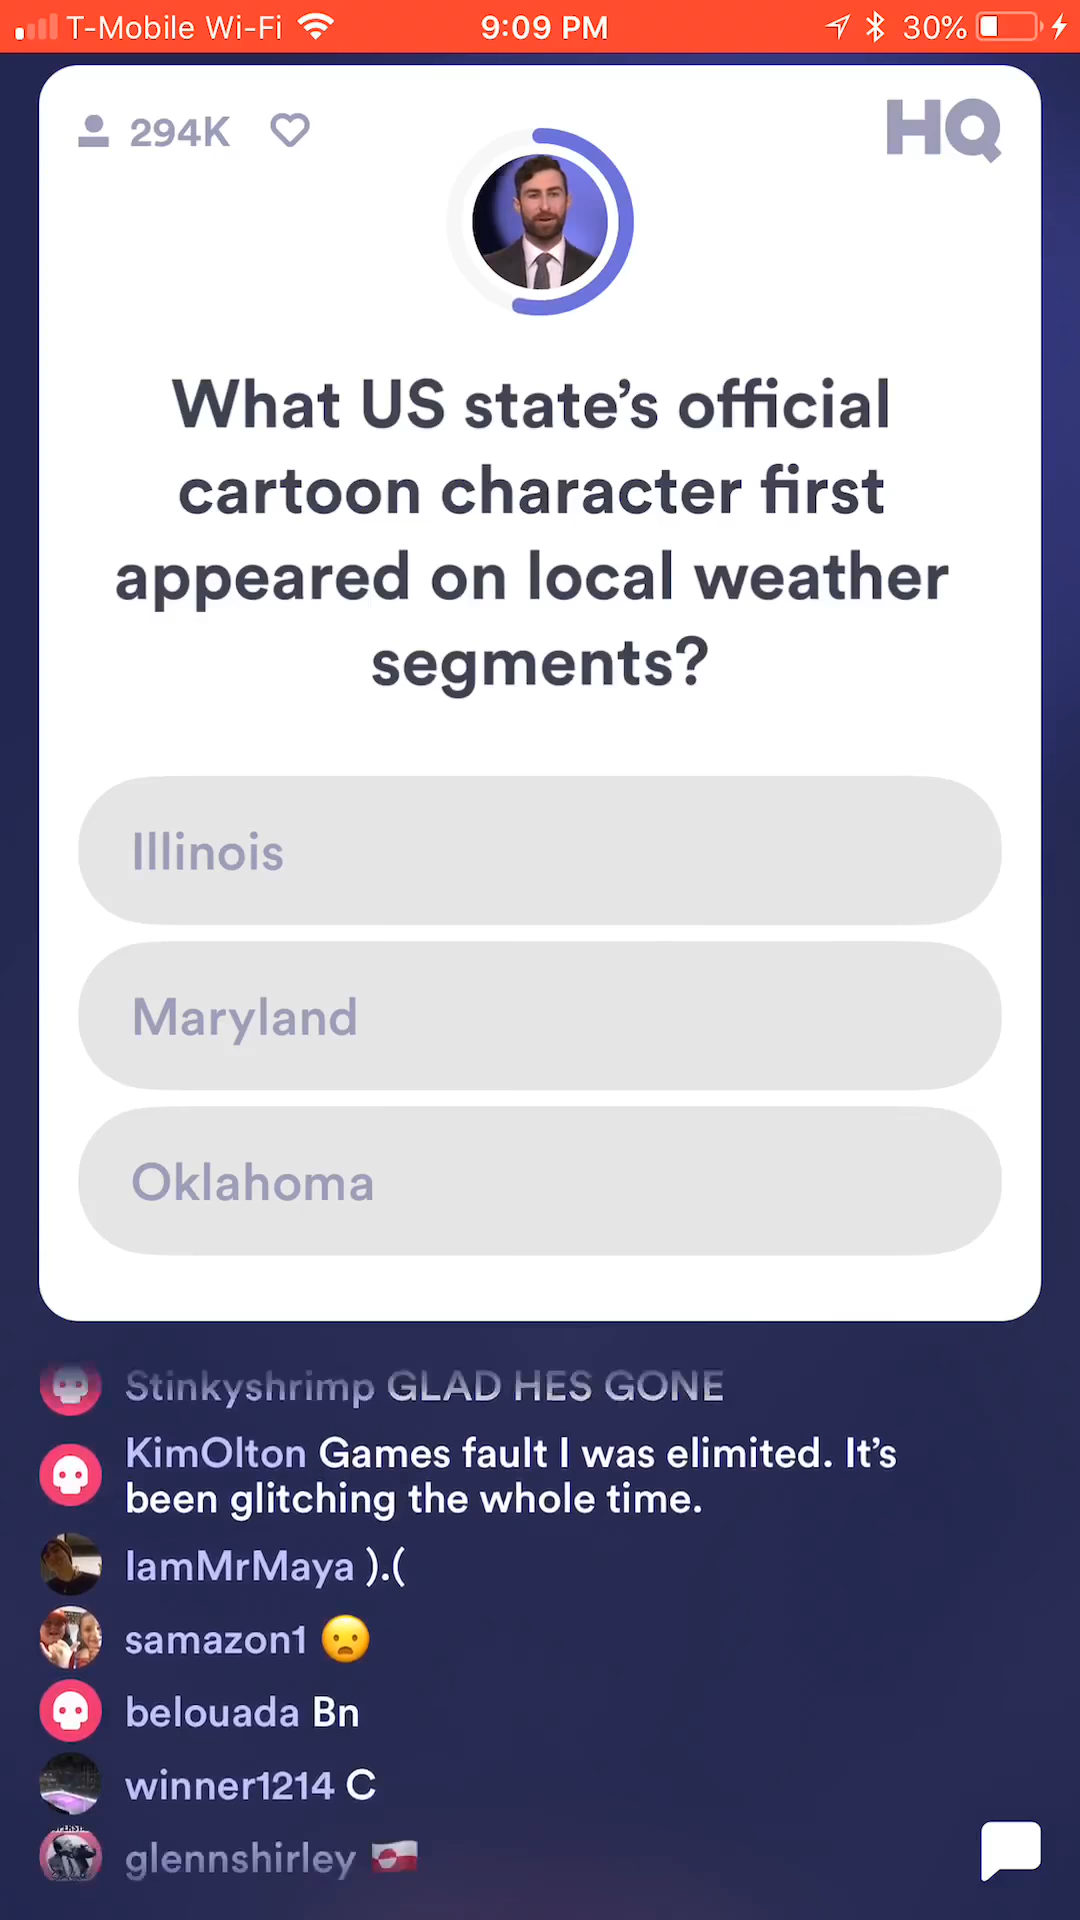 T-Mobile Wi-Fi 9:09 PM 30%
294K HQ
What US state’s official
cartoon character first
appeared on local weather
segments?
Illinois
Maryland
Oklahoma
Stinkyshrimp GLAD HES GONE
KimOlton Games fault I was elimited. It’s
been glitching the whole time.
IamMrMaya ).(
samazon1 😦
belouada Bn
winner1214 C
glennshirley 🇬🇱